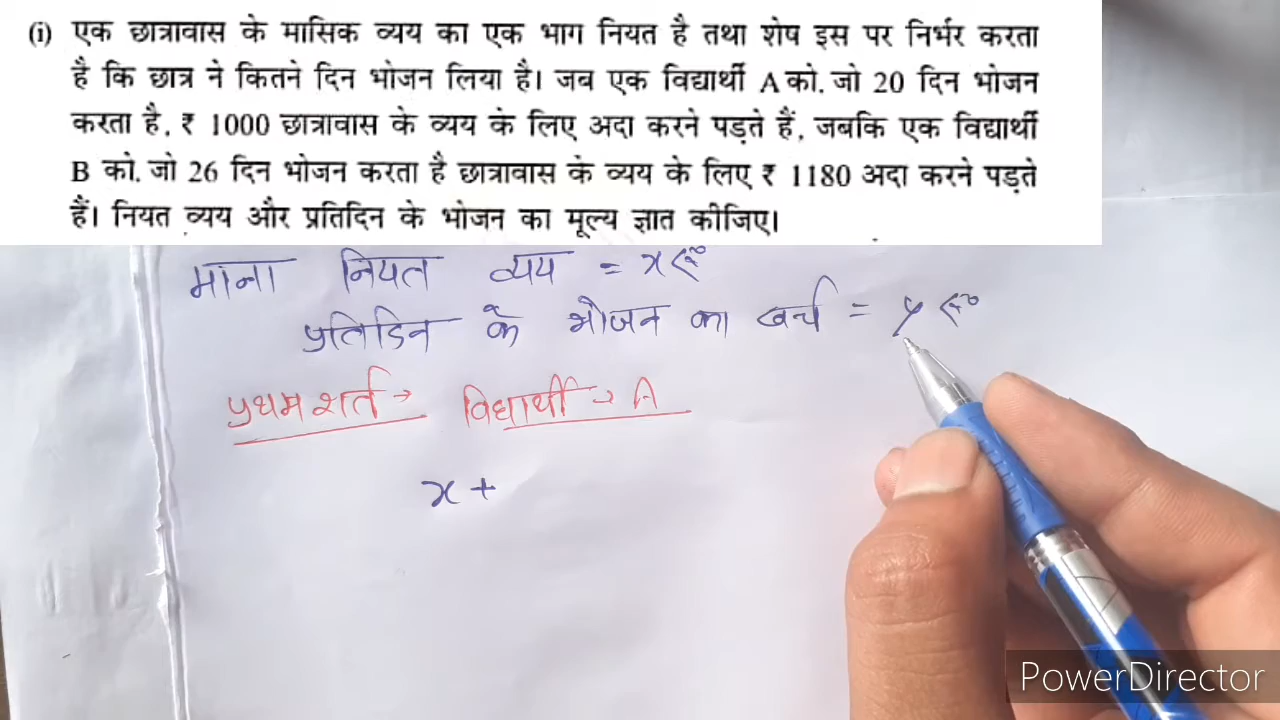 (i) एक छात्रावास के मासिक व्यय का एक भाग नियत है तथा शेष इस पर निर्भर करता
है कि छात्र ने कितने दिन भोजन लिया है। जब एक विद्यार्थी A को, जो 20 दिन भोजन
करता है, ₹ 1000 छात्रावास के व्यय के लिए अदा करने पड़ते हैं, जबकि एक विद्यार्थी
B को, जो 26 दिन भोजन करता है छात्रावास के व्यय के लिए ₹ 1180 अदा करने पड़ते
हैं। नियत व्यय और प्रतिदिन के भोजन का मूल्य ज्ञात कीजिए।
माना नियत व्यय = x रु०
प्रतिदिन के भोजन का खर्च = y रु०
प्रथम शर्त → विद्यार्थी → A
x +
PowerDirector